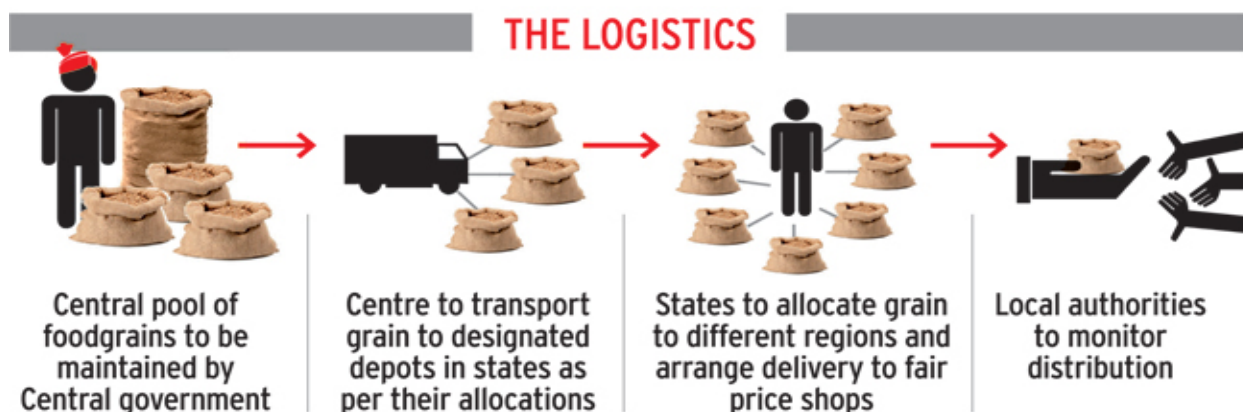 THE LOGISTICS
Central pool of
foodgrains to be
maintained by
Central government
Centre to transport
grain to designated
depots in states as
per their allocations
States to allocate grain
to different regions and
arrange delivery to fair
price shops
Local authorities
to monitor
distribution